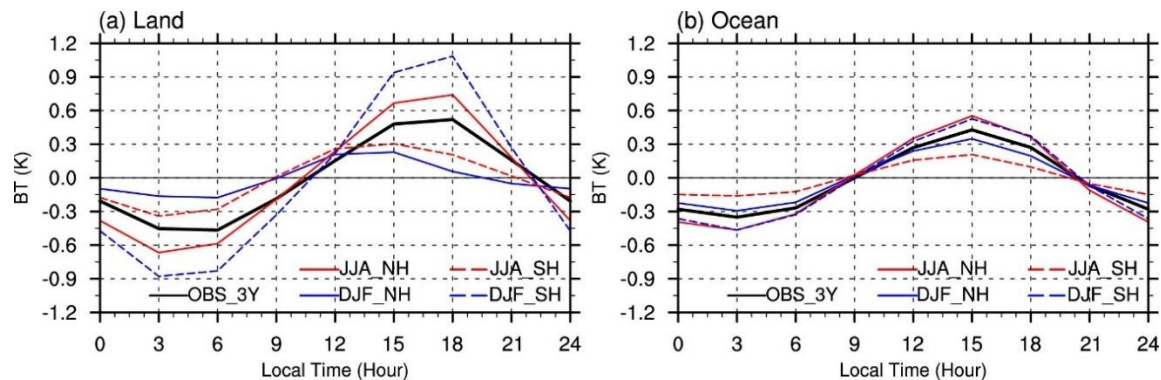 (a) Land
BT (K)
1.2
0.9
0.6
0.3
0.0
-0.3
-0.6
-0.9
-1.2
JJA_NH JJA_SH
OBS_3Y DJF_NH DJF_SH
0 3 6 9 12 15 18 21 24
Local Time (Hour)
(b) Ocean
BT (K)
1.2
0.9
0.6
0.3
0.0
-0.3
-0.6
-0.9
-1.2
JJA_NH JJA_SH
OBS_3Y DJF_NH DJF_SH
0 3 6 9 12 15 18 21 24
Local Time (Hour)